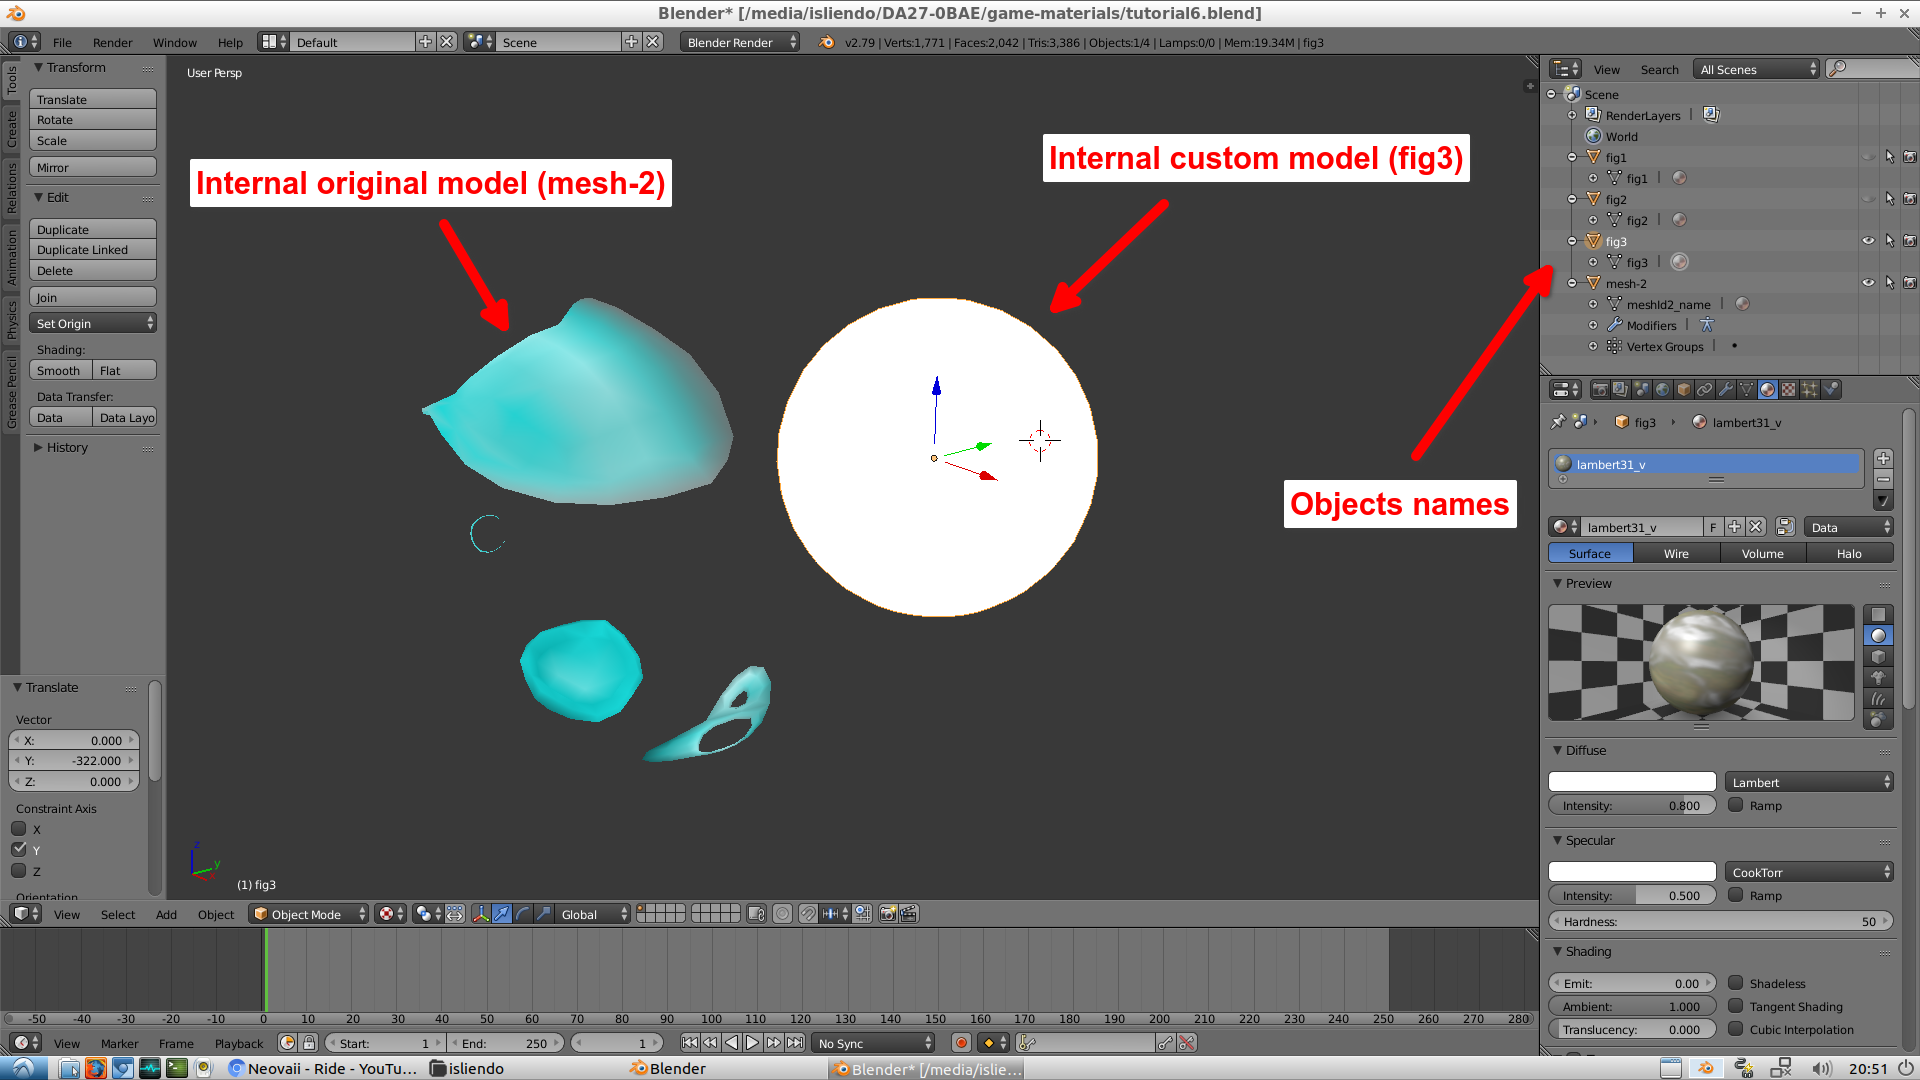 Blender* [/media/isliendo/DA27-0BAE/game-materials/tutorial6.blend]
File Render Window Help Default Scene Blender Render v2.79 | Verts:1,771 | Faces:2,042 | Tris:3,386 | Objects:1/4 | Lamps:0/0 | Mem:19.34M | fig3
Tools
Create
Relations
Animation
Physics
Grease Pencil
Transform
Translate
Rotate
Scale
Mirror
Edit
Duplicate
Duplicate Linked
Delete
Join
Set Origin
Shading:
Smooth Flat
Data Transfer:
Data Data Layo
History
Translate
Vector
X: 0.000
Y: -322.000
Z: 0.000
Constraint Axis
X
Y
Z
Orientation
User Persp
Internal original model (mesh-2)
Internal custom model (fig3)
Objects names
z
y
(1) fig3
View Select Add Object Object Mode Global
View Search All Scenes
Scene
RenderLayers |
World
fig1
fig1 |
fig2
fig2 |
fig3
fig3 |
mesh-2
meshId2_name |
Modifiers |
Vertex Groups |
fig3 lambert31_v
lambert31_v
lambert31_v F Data
Surface Wire Volume Halo
Preview
Diffuse
Lambert
Intensity: 0.800 Ramp
Specular
CookTorr
Intensity: 0.500 Ramp
Hardness: 50
Shading
Emit: 0.00 Shadeless
Ambient: 1.000 Tangent Shading
Translucency: 0.000 Cubic Interpolation
-50 -40 -30 -20 -10 0 10 20 30 40 50 60 70 80 90 100 110 120 130 140 150 160 170 180 190 200 210 220 230 240 250 260 270 280
View Marker Frame Playback Start: 1 End: 250 1 No Sync
Neovaii - Ride - YouTu... isliendo Blender Blender* [/media/islie... 20:51